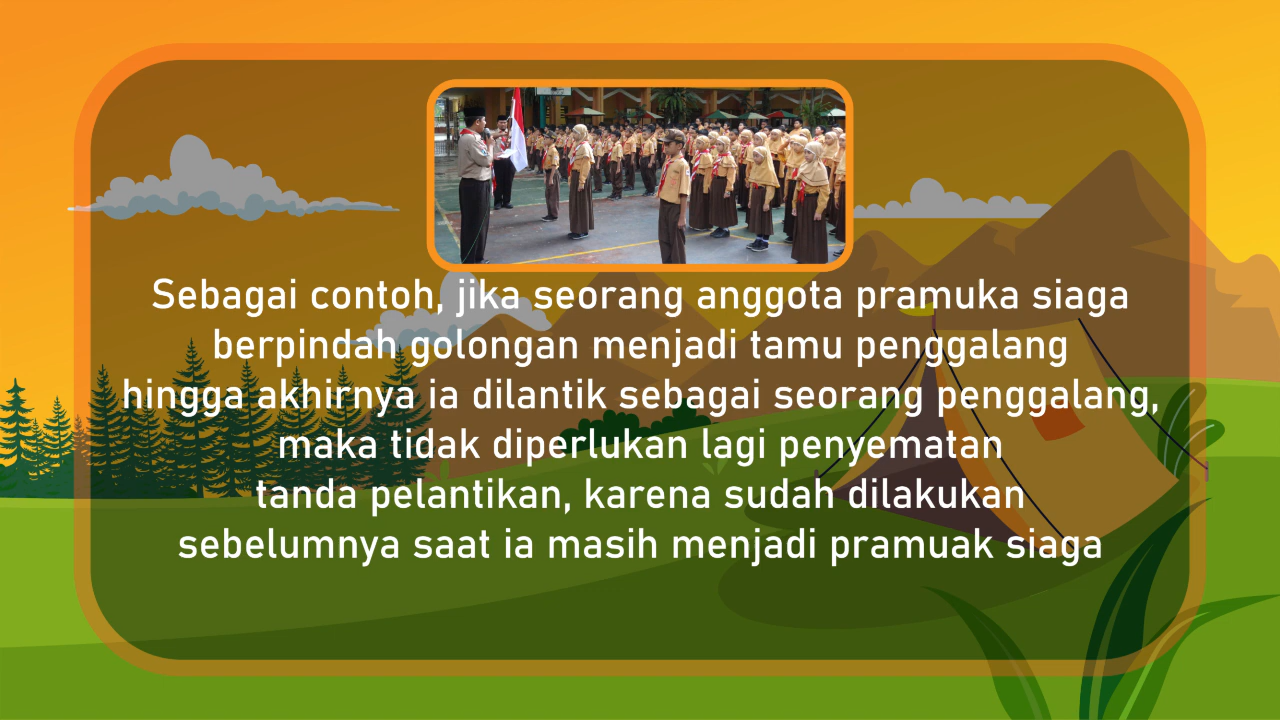 Sebagai contoh, jika seorang anggota pramuka siaga
berpindah golongan menjadi tamu penggalang
hingga akhirnya ia dilantik sebagai seorang penggalang,
maka tidak diperlukan lagi penyematan
tanda pelantikan, karena sudah dilakukan
sebelumnya saat ia masih menjadi pramuak siaga